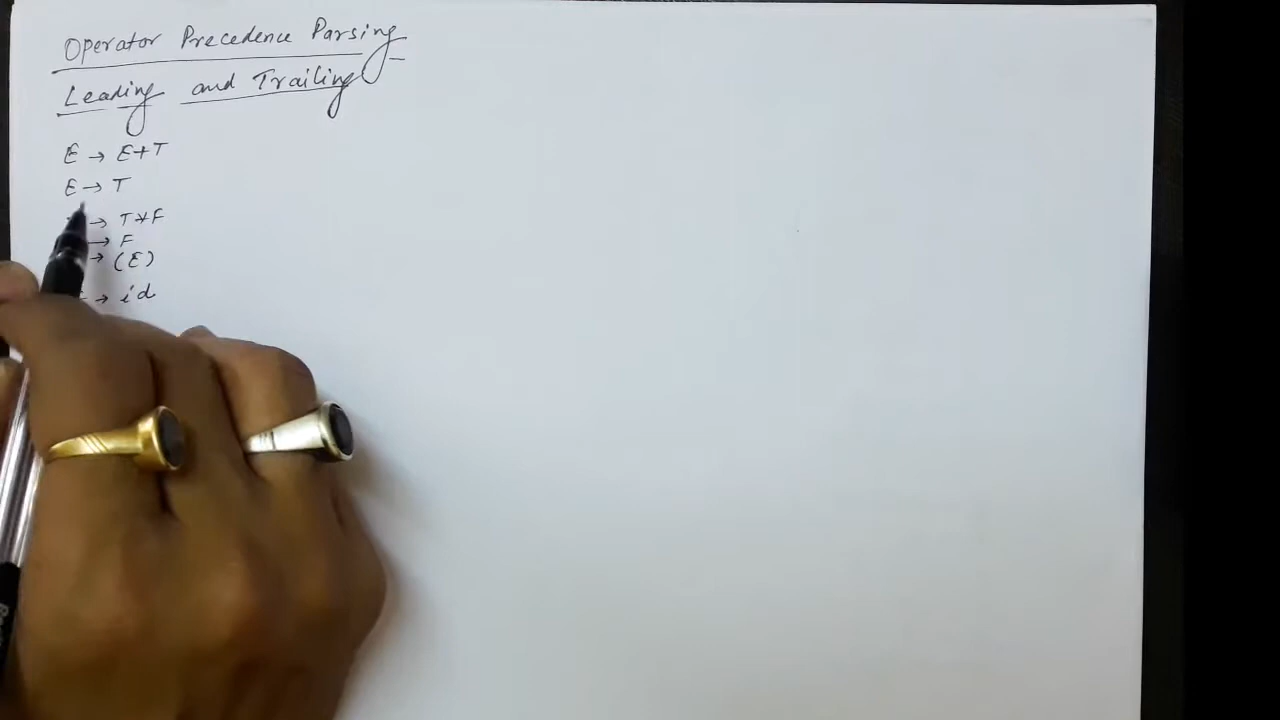 Operator Precedence Parsing -
Leading and Trailing
E → E+T
E → T
→ T*F
→ F
→ (E)
→ id